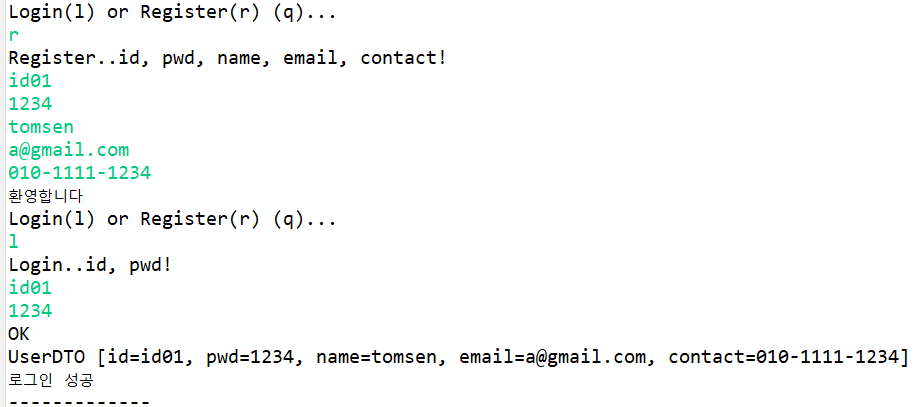 Login(l) or Register(r) (q)...
r
Register..id, pwd, name, email, contact!
id01
1234
tomsen
a@gmail.com
010-1111-1234
환영합니다
Login(l) or Register(r) (q)...
l
Login..id, pwd!
id01
1234
OK
UserDTO [id=id01, pwd=1234, name=tomsen, email=a@gmail.com, contact=010-1111-1234]
로그인 성공
-------------